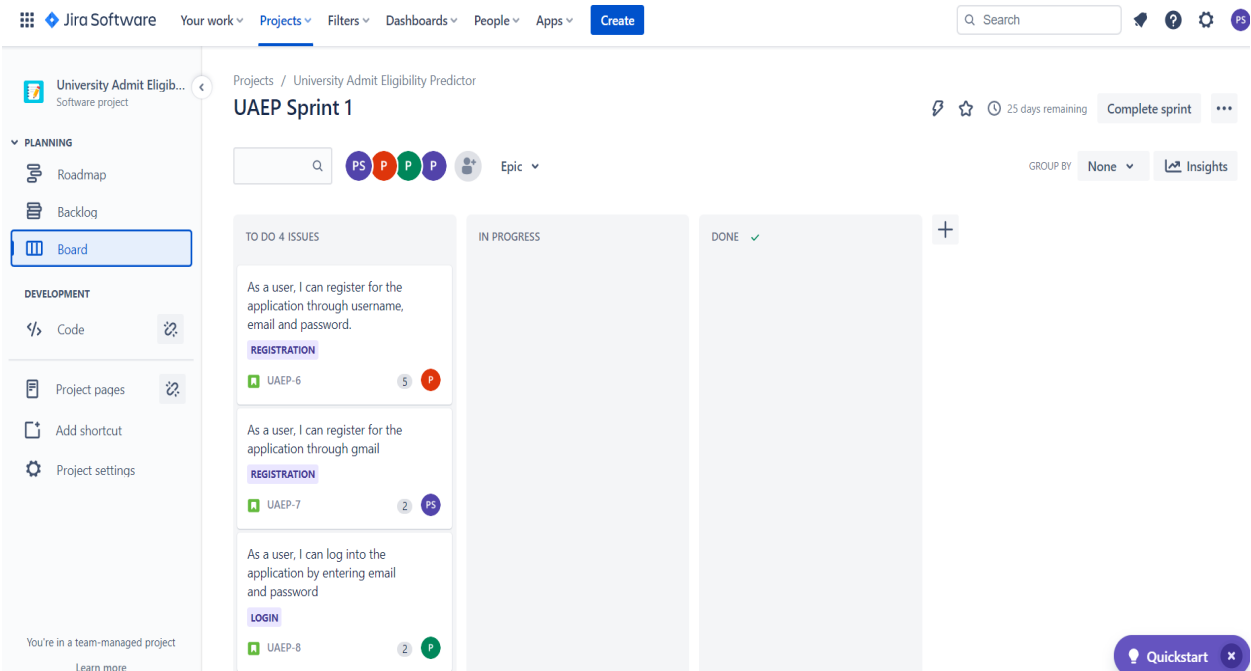 Jira Software Your work Projects Filters Dashboards People Apps Create Search ? PS
University Admit Eligib...
Software project
PLANNING
Roadmap
Backlog
Board
DEVELOPMENT
Code
Project pages
Add shortcut
Project settings
You're in a team-managed project
Learn more
Projects / University Admit Eligibility Predictor
UAEP Sprint 1
25 days remaining Complete sprint
PS P P P Epic
GROUP BY None Insights
TO DO 4 ISSUES
As a user, I can register for the
application through username,
email and password.
REGISTRATION
UAEP-6 5 P
As a user, I can register for the
application through gmail
REGISTRATION
UAEP-7 2 PS
As a user, I can log into the
application by entering email
and password
LOGIN
UAEP-8 2 P
IN PROGRESS
DONE
Quickstart